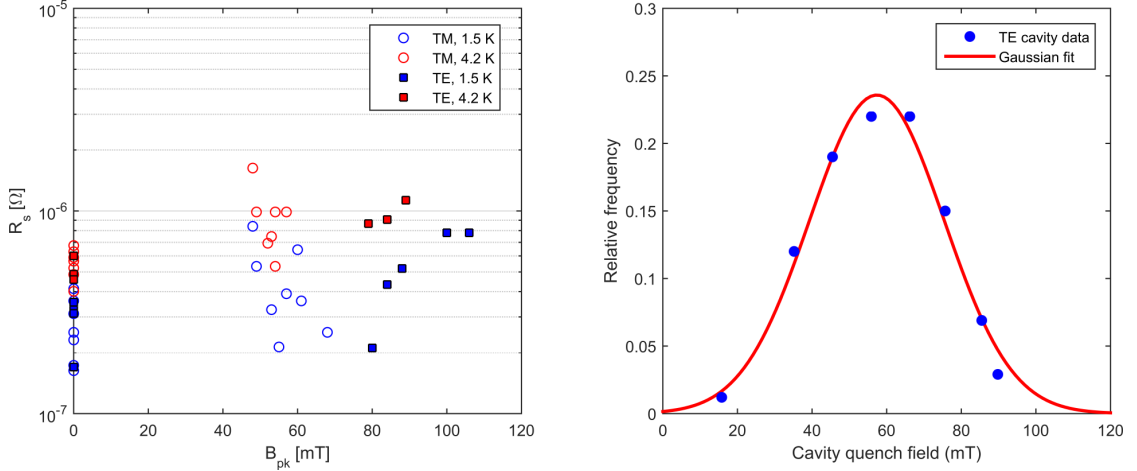 10^-5
10^-6
10^-7
R_s [Ω]
TM, 1.5 K
TM, 4.2 K
TE, 1.5 K
TE, 4.2 K
0 20 40 60 80 100 120
B_pk [mT]
0.3
0.25
0.2
0.15
0.1
0.05
0
Relative frequency
TE cavity data
Gaussian fit
0 20 40 60 80 100 120
Cavity quench field (mT)